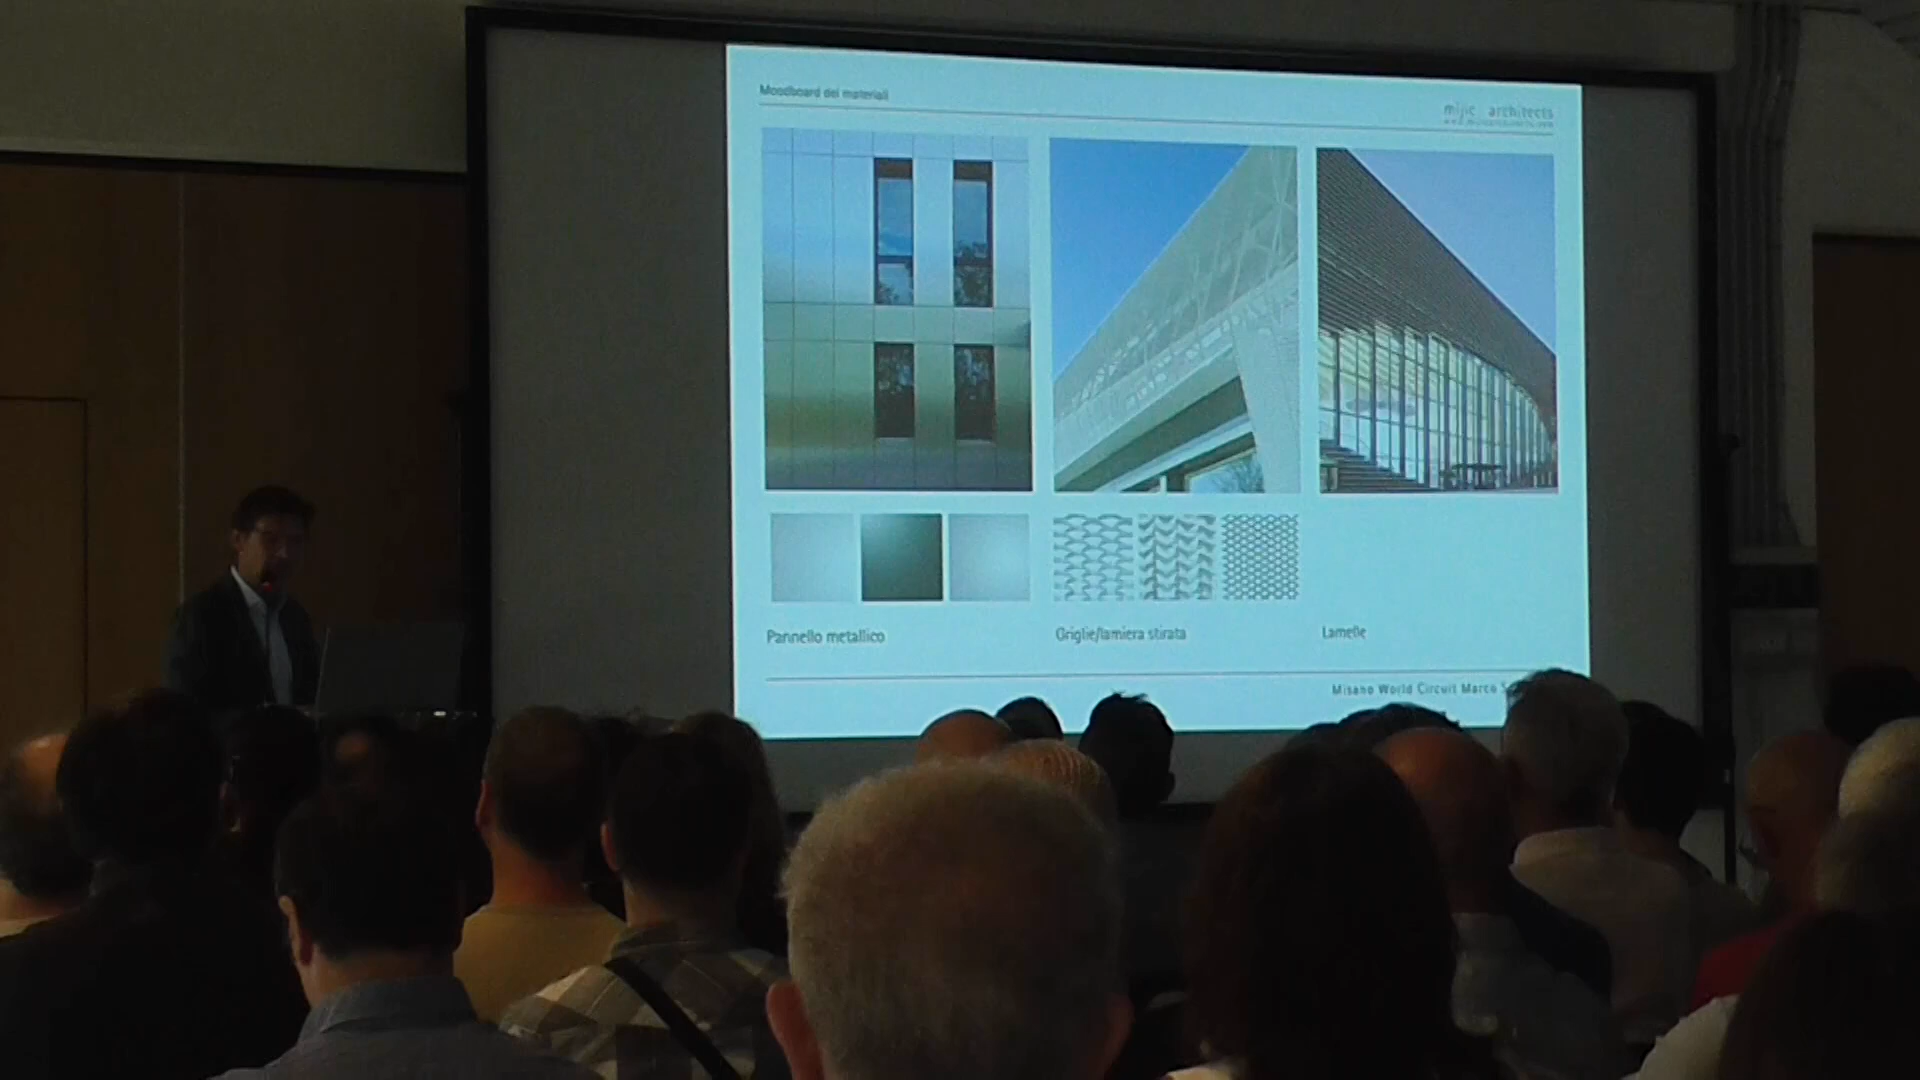 Moodboard dei materiali
mijic architects
Pannello metallico
Griglie/lamiera stirata
Lamelle
Misano World Circuit Marco